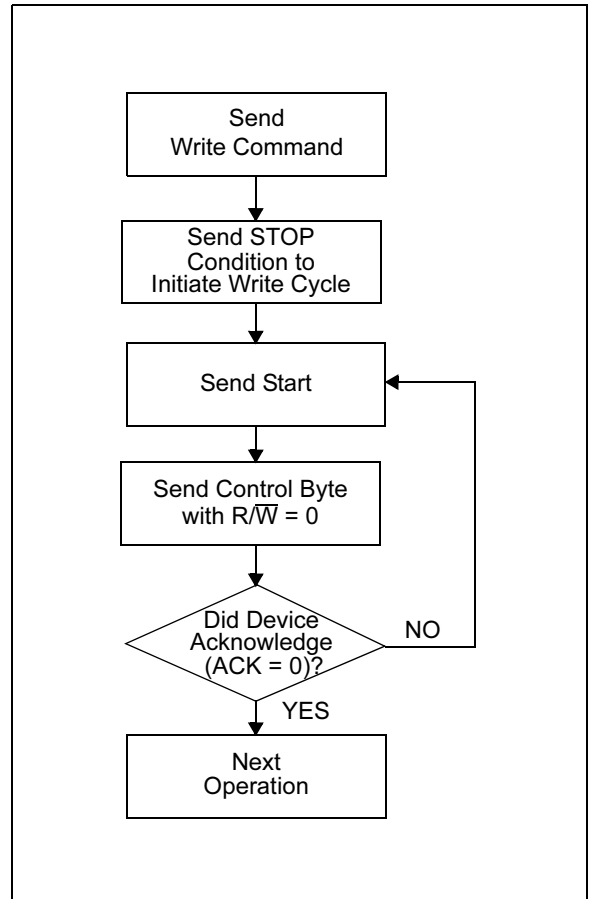 Send
Write Command
Send STOP
Condition to
Initiate Write Cycle
Send Start
Send Control Byte
with R/W̅ = 0
Did Device
Acknowledge
(ACK = 0)?
NO
YES
Next
Operation